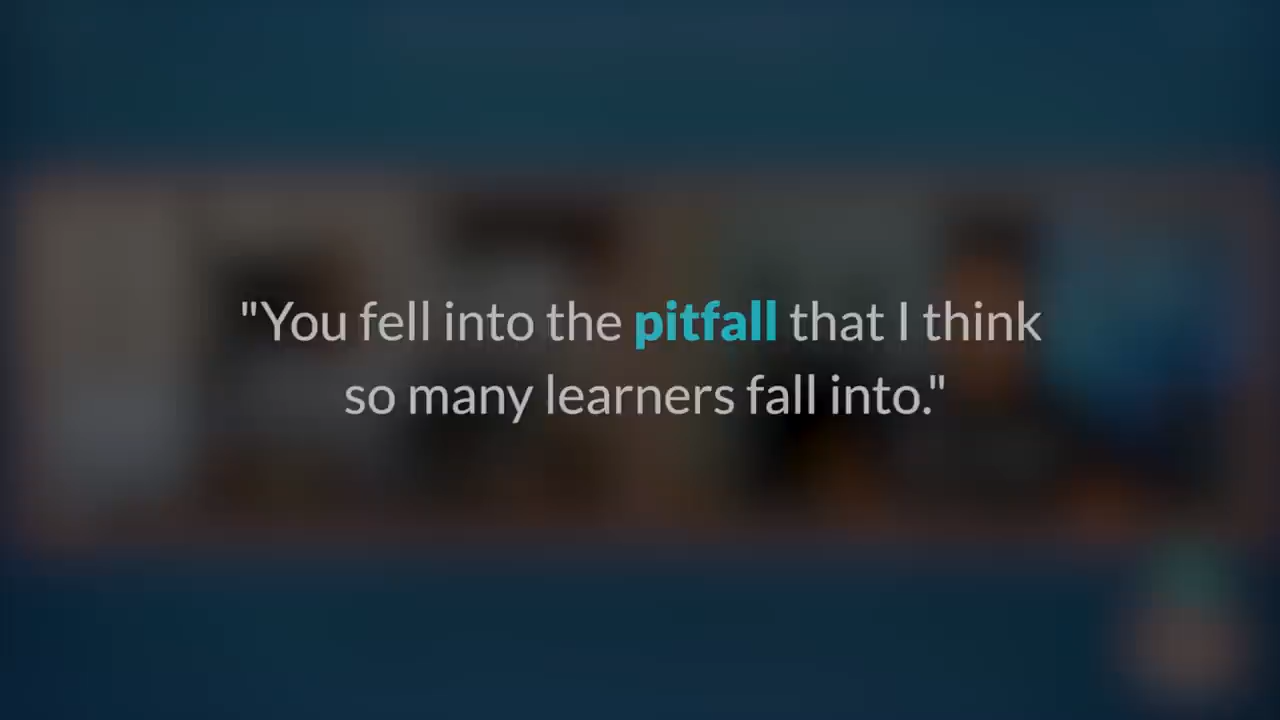 "You fell into the pitfall that I think
so many learners fall into."